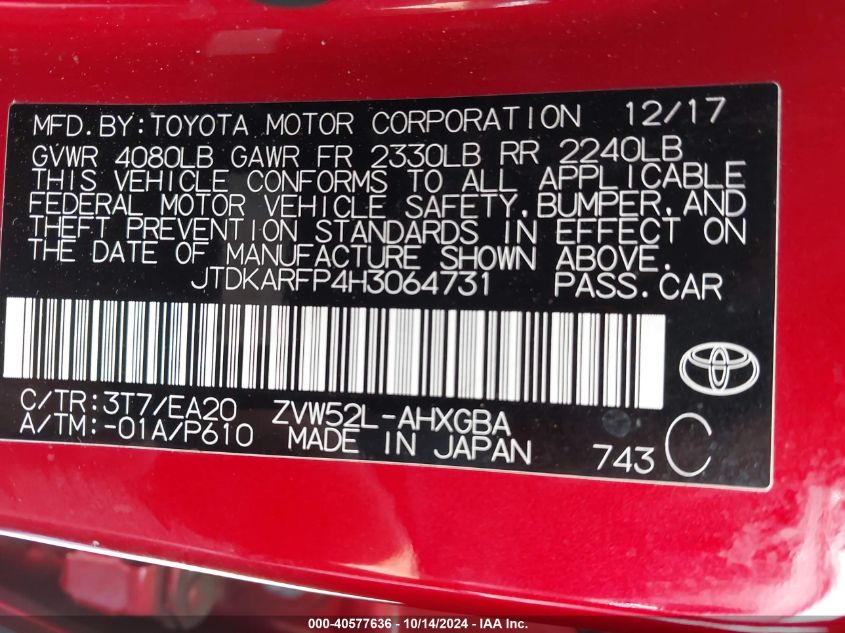 MFD.BY:TOYOTA MOTOR CORPORATION 12/17
GVWR 4080LB GAWR FR 2330LB RR 2240LB
THIS VEHICLE CONFORMS TO ALL APPLICABLE
FEDERAL MOTOR VEHICLE SAFETY,BUMPER,AND
THEFT PREVENTION STANDARDS IN EFFECT ON
THE DATE OF MANUFACTURE SHOWN ABOVE.
JTDKARFP4H3064731 PASS.CAR
C/TR:3T7/EA20 ZVW52L-AHXGBA
A/TM:-01A/P610 MADE IN JAPAN 743 C
000-40577636 | 10/14/2024 - IAA Inc.